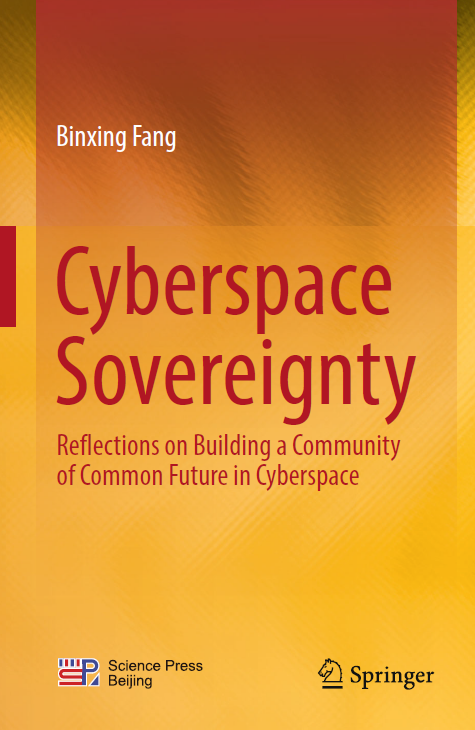 Binxing Fang
Cyberspace
Sovereignty
Reflections on Building a Community
of Common Future in Cyberspace
Science Press
Beijing
Springer